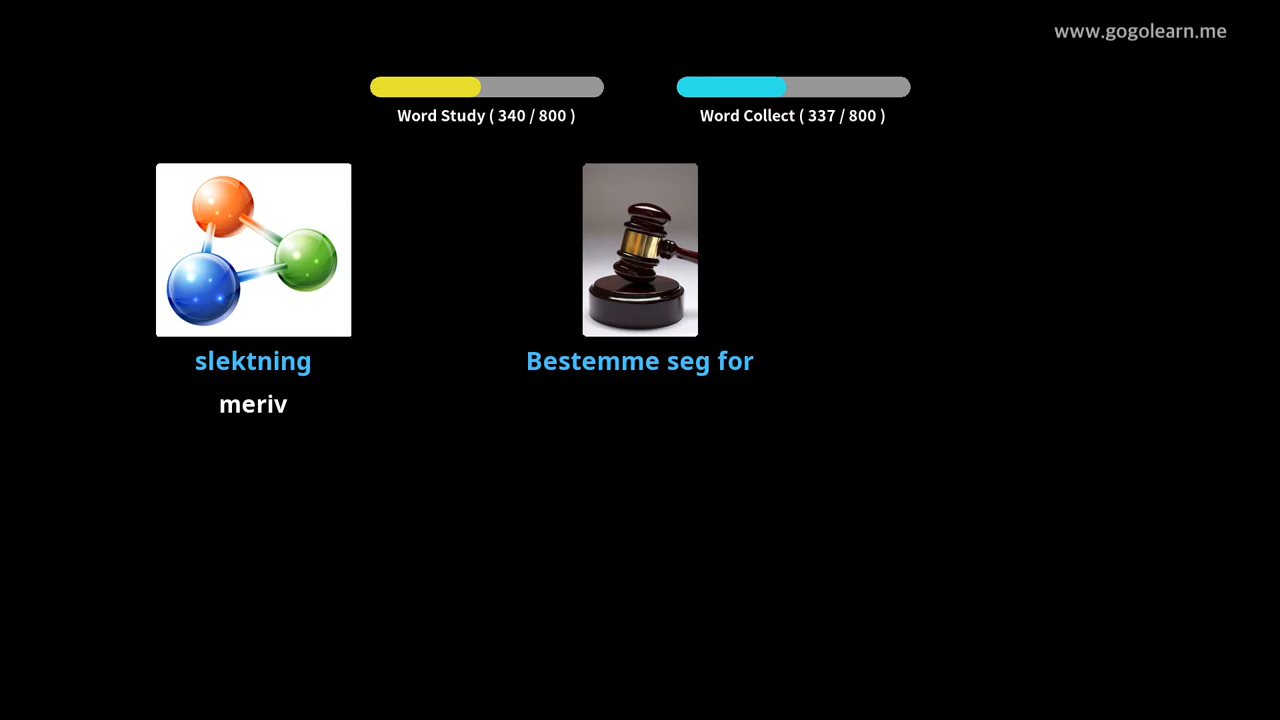 www.gogolearn.me
Word Study ( 340 / 800 )
Word Collect ( 337 / 800 )
slektning
Bestemme seg for
meriv